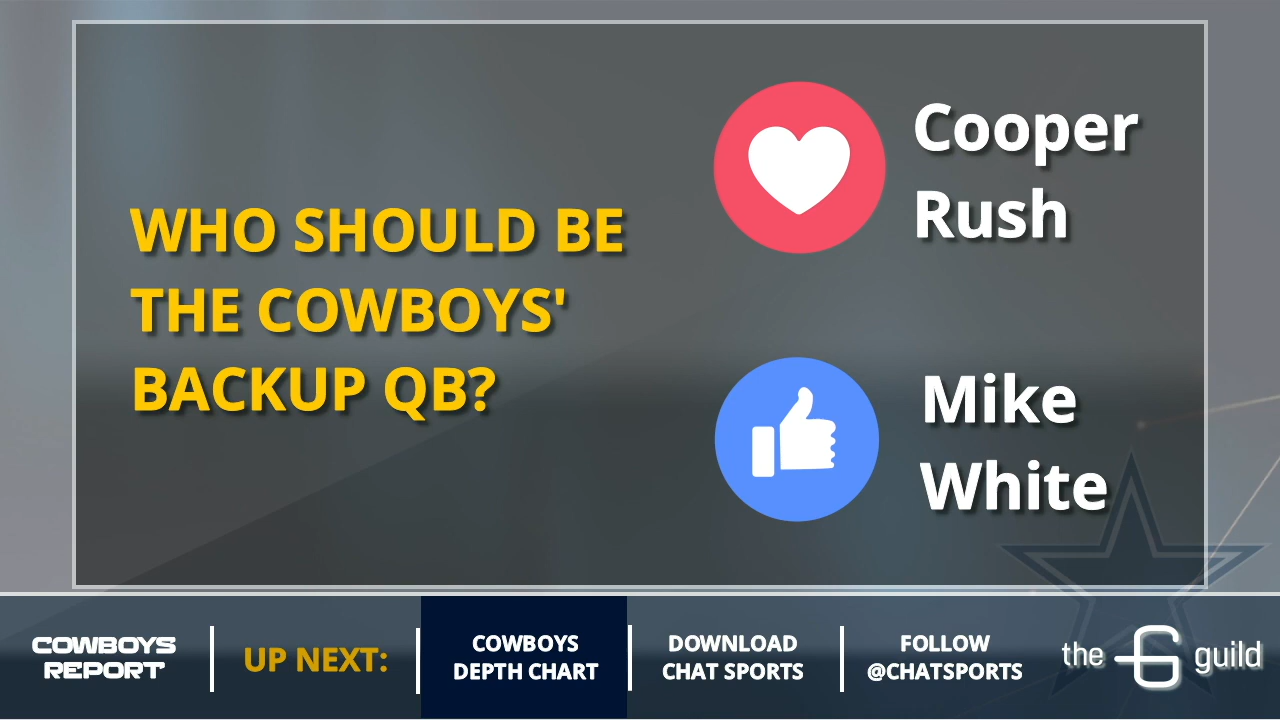 WHO SHOULD BE
THE COWBOYS'
BACKUP QB?
Cooper
Rush
Mike
White
COWBOYS
REPORT
UP NEXT:
COWBOYS
DEPTH CHART
DOWNLOAD
CHAT SPORTS
FOLLOW
@CHATSPORTS
the G guild